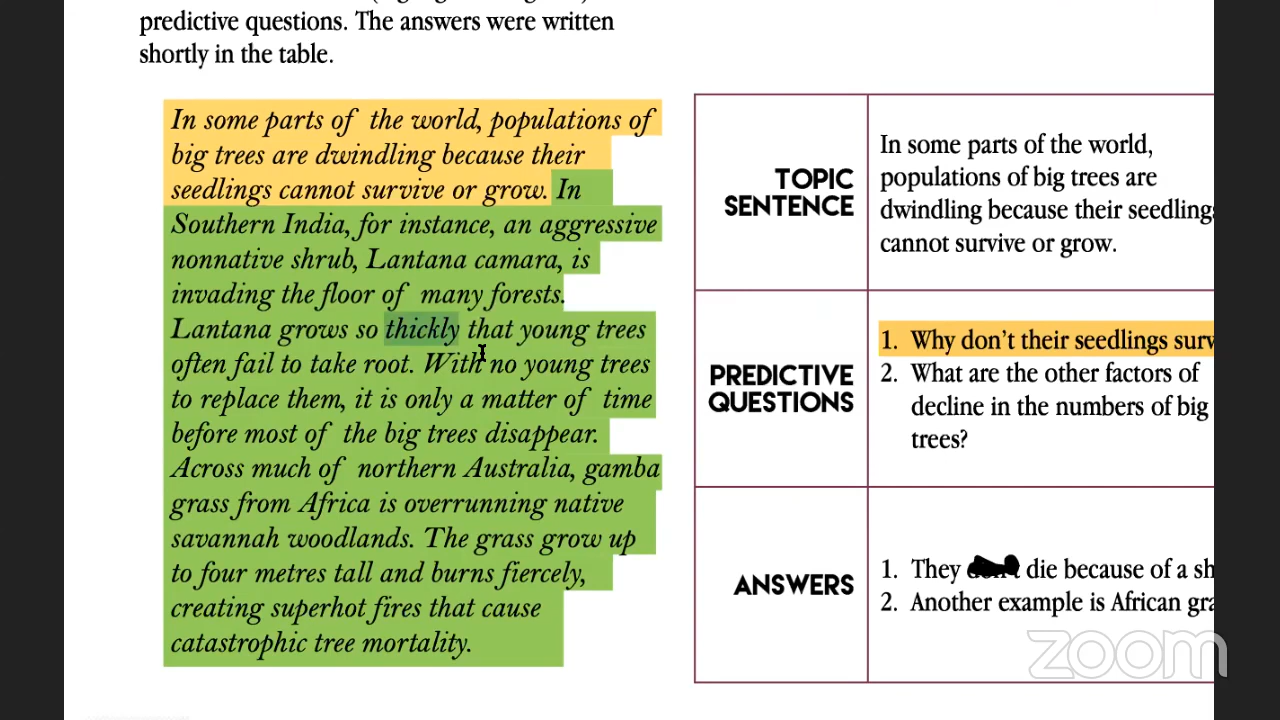 predictive questions. The answers were written
shortly in the table.
In some parts of the world, populations of
big trees are dwindling because their
seedlings cannot survive or grow. In
Southern India, for instance, an aggressive
nonnative shrub, Lantana camara, is
invading the floor of many forests.
Lantana grows so thickly that young trees
often fail to take root. With no young trees
to replace them, it is only a matter of time
before most of the big trees disappear.
Across much of northern Australia, gamba
grass from Africa is overrunning native
savannah woodlands. The grass grow up
to four metres tall and burns fiercely,
creating superhot fires that cause
catastrophic tree mortality.
TOPIC
SENTENCE
In some parts of the world,
populations of big trees are
dwindling because their seedlings
cannot survive or grow.
PREDICTIVE
QUESTIONS
1. Why don't their seedlings surv
2. What are the other factors of
decline in the numbers of big
trees?
ANSWERS
1. They die because of a sh
2. Another example is African gra
zoom